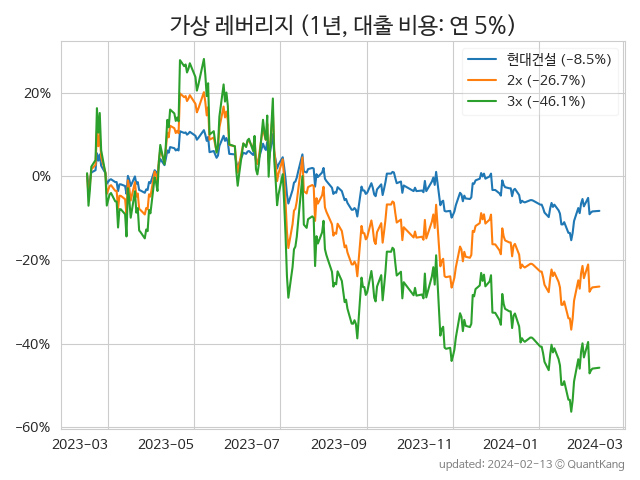 가상 레버리지 (1년, 대출 비용: 연 5%)
현대건설 (−8.5%)
2x (−26.7%)
3x (−46.1%)
20%
0%
−20%
−40%
−60%
2023-03 2023-05 2023-07 2023-09 2023-11 2024-01 2024-03
updated: 2024-02-13 © QuantKang